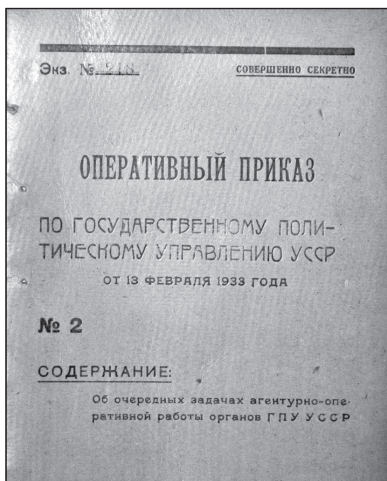 Экз. № 218
СОВЕРШЕННО СЕКРЕТНО
ОПЕРАТИВНЫЙ ПРИКАЗ
ПО ГОСУДАРСТВЕННОМУ ПОЛИ-
ТИЧЕСКОМУ УПРАВЛЕНИЮ УССР
ОТ 13 ФЕВРАЛЯ 1933 ГОДА
№ 2
СОДЕРЖАНИЕ:
Об очередных задачах агентурно-опе-
ративной работы органов ГПУ УССР